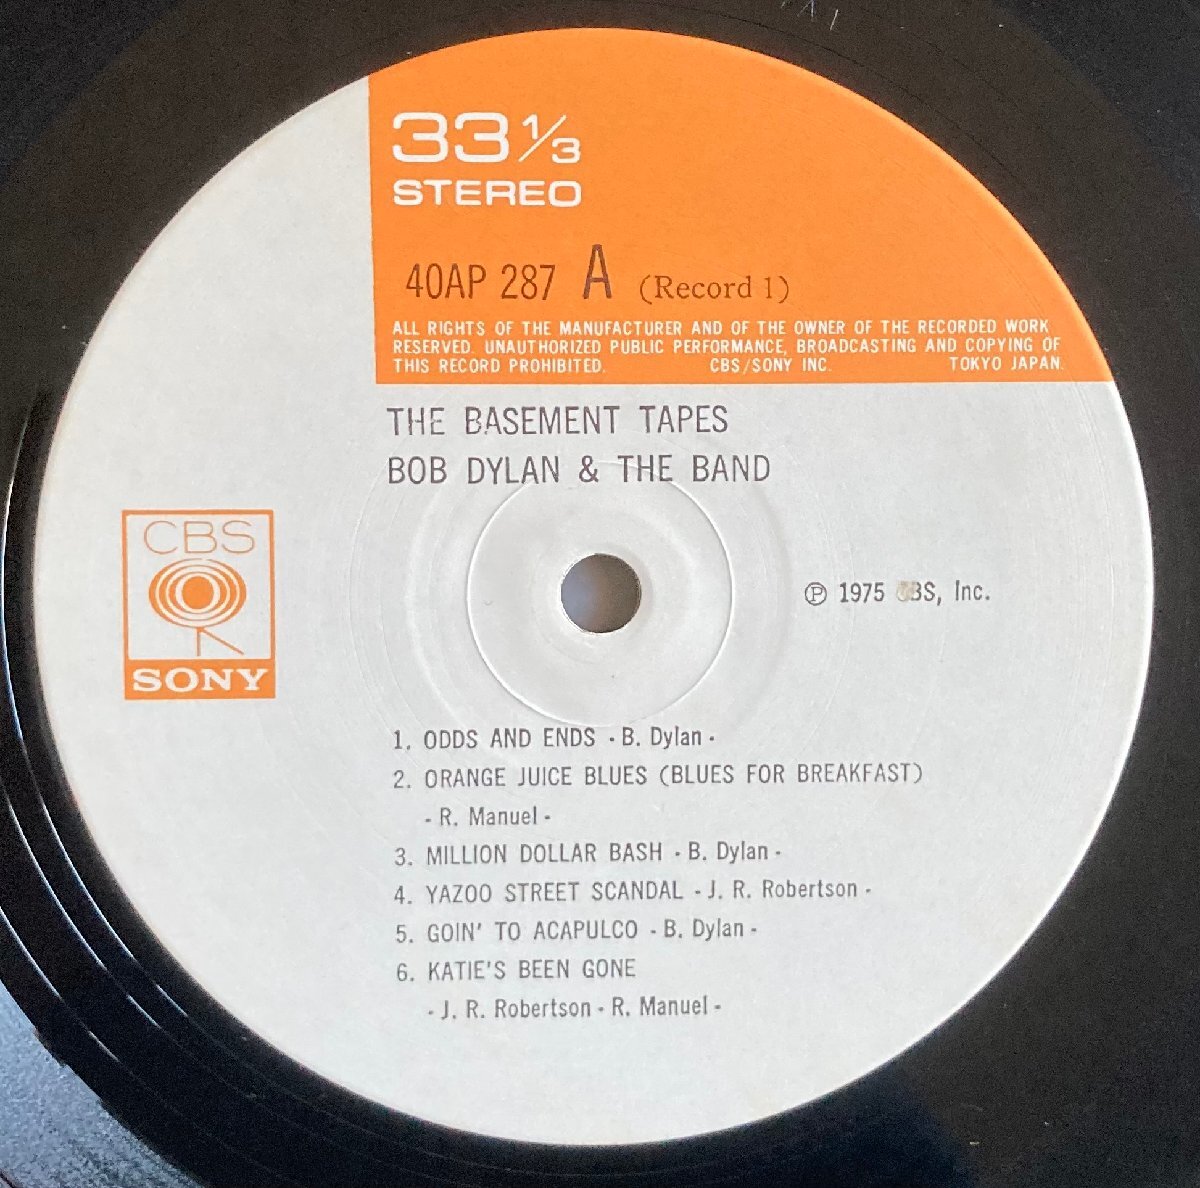 33 1/3
STEREO
40AP 287 A (Record 1)
ALL RIGHTS OF THE MANUFACTURER AND OF THE OWNER OF THE RECORDED WORK
RESERVED. UNAUTHORIZED PUBLIC PERFORMANCE, BROADCASTING AND COPYING OF
THIS RECORD PROHIBITED. CBS/SONY INC. TOKYO JAPAN.
THE BASEMENT TAPES
BOB DYLAN & THE BAND
CBS
SONY
Ⓟ 1975 CBS, Inc.
1. ODDS AND ENDS - B. Dylan -
2. ORANGE JUICE BLUES (BLUES FOR BREAKFAST)
- R. Manuel -
3. MILLION DOLLAR BASH - B. Dylan -
4. YAZOO STREET SCANDAL - J. R. Robertson -
5. GOIN' TO ACAPULCO - B. Dylan -
6. KATIE'S BEEN GONE
- J. R. Robertson - R. Manuel -